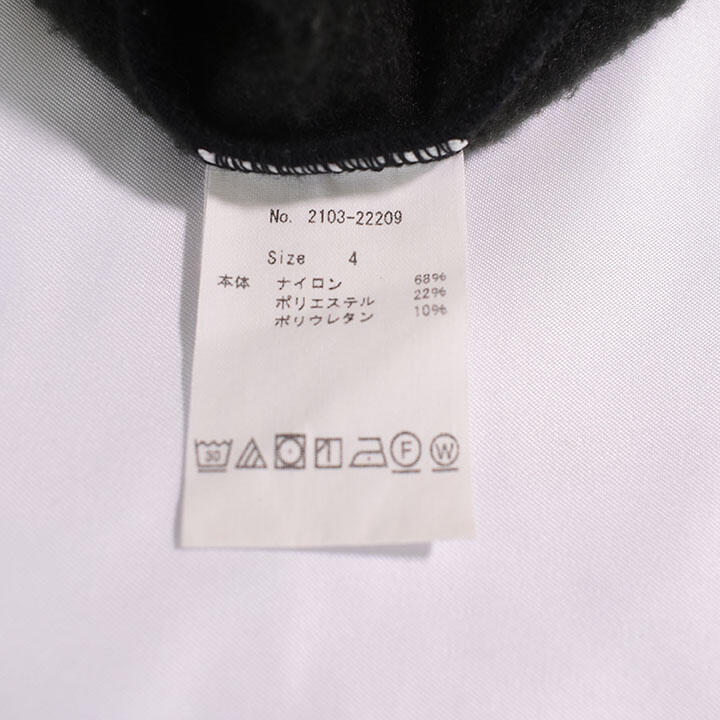 No. 2103-22209
Size 4
本体 ナイロン 68%
ポリエステル 22%
ポリウレタン 10%
30 F W